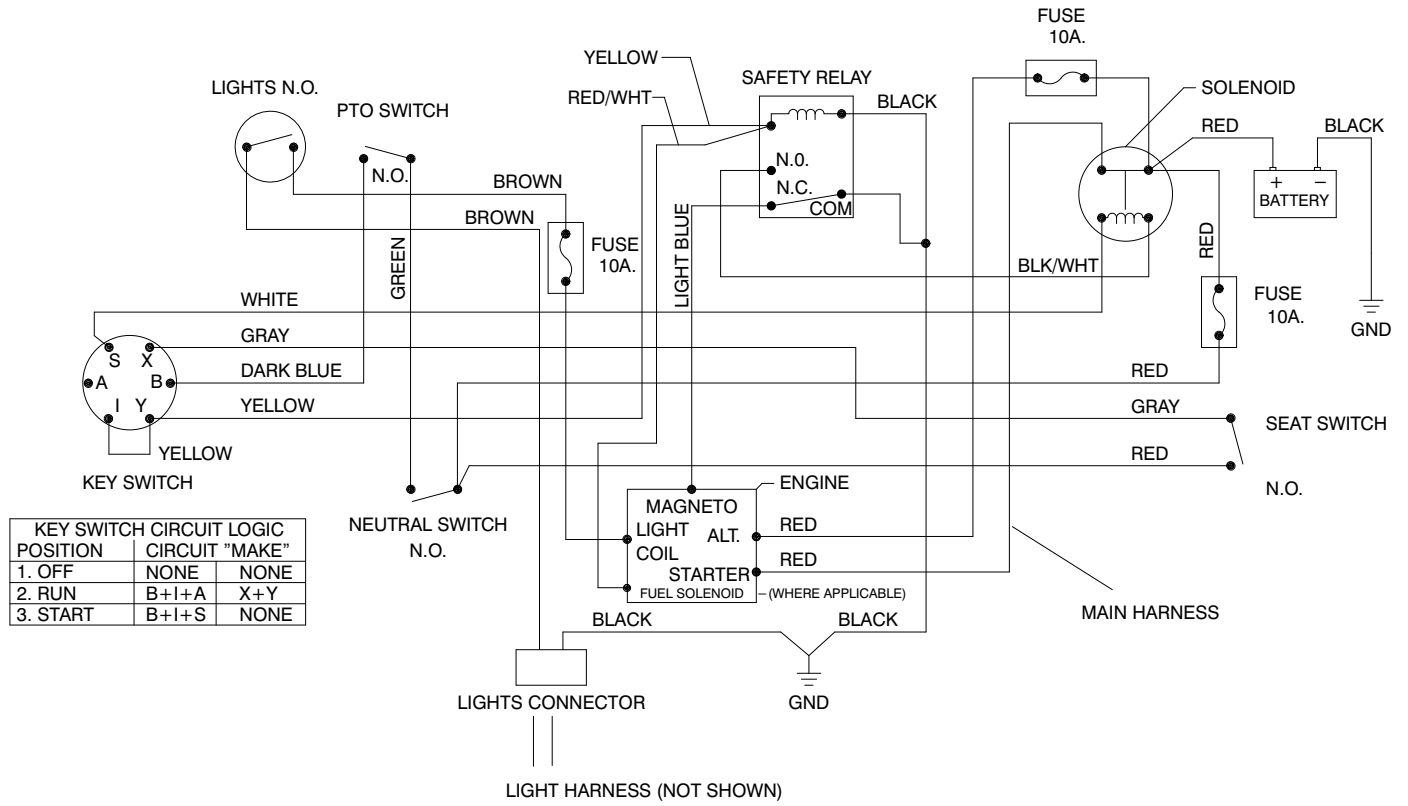 FUSE
10A.
YELLOW
SAFETY RELAY
LIGHTS N.O.
SOLENOID
RED/WHT
BLACK
PTO SWITCH
RED
BLACK
N.0.
N.O.
BROWN
N.C.
+ −
BATTERY
COM
BROWN
LIGHT BLUE
GREEN
FUSE
10A.
RED
BLK/WHT
WHITE
FUSE
10A.
GND
GRAY
S X
DARK BLUE
RED
A B
I Y
YELLOW
GRAY
SEAT SWITCH
YELLOW
RED
KEY SWITCH
ENGINE
N.O.
MAGNETO
NEUTRAL SWITCH
N.O.
LIGHT
COIL
ALT.
RED
KEY SWITCH CIRCUIT LOGIC
POSITION CIRCUIT ”MAKE”
1. OFF NONE NONE
2. RUN B+I+A X+Y
3. START B+I+S NONE
STARTER
RED
FUEL SOLENOID
(WHERE APPLICABLE)
MAIN HARNESS
BLACK
BLACK
LIGHTS CONNECTOR
GND
LIGHT HARNESS (NOT SHOWN)